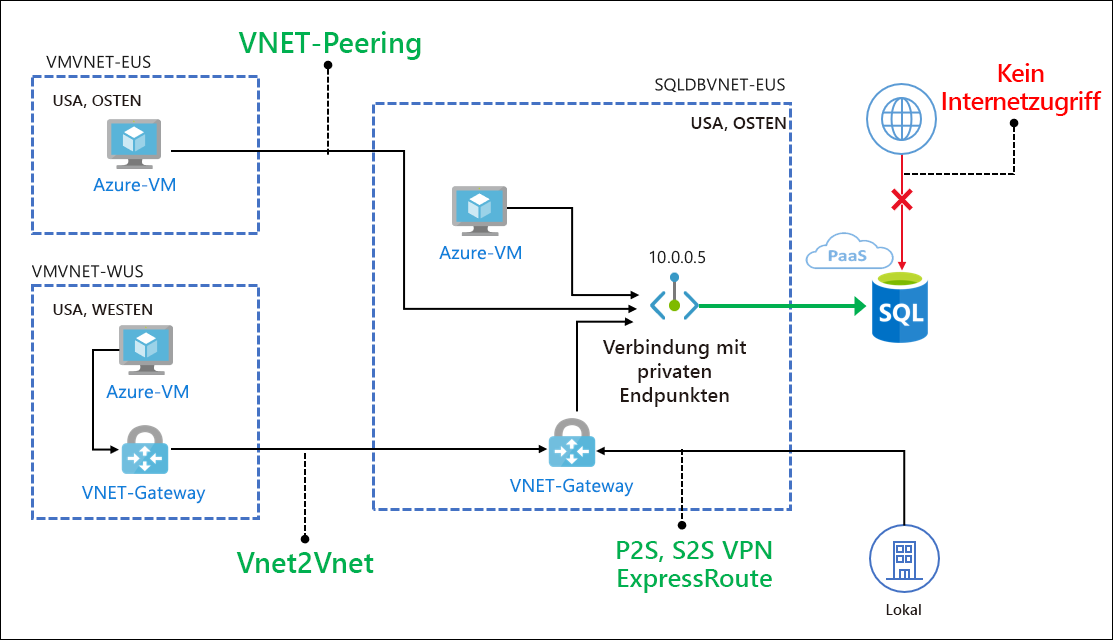 VNET-Peering
Kein
Internetzugriff
VMVNET-EUS
USA, OSTEN
Azure-VM
SQLDBVNET-EUS
USA, OSTEN
Azure-VM
10.0.0.5
PaaS
SQL
Verbindung mit
privaten
Endpunkten
VMVNET-WUS
USA, WESTEN
Azure-VM
VNET-Gateway
VNET-Gateway
Vnet2Vnet
P2S, S2S VPN
ExpressRoute
Lokal